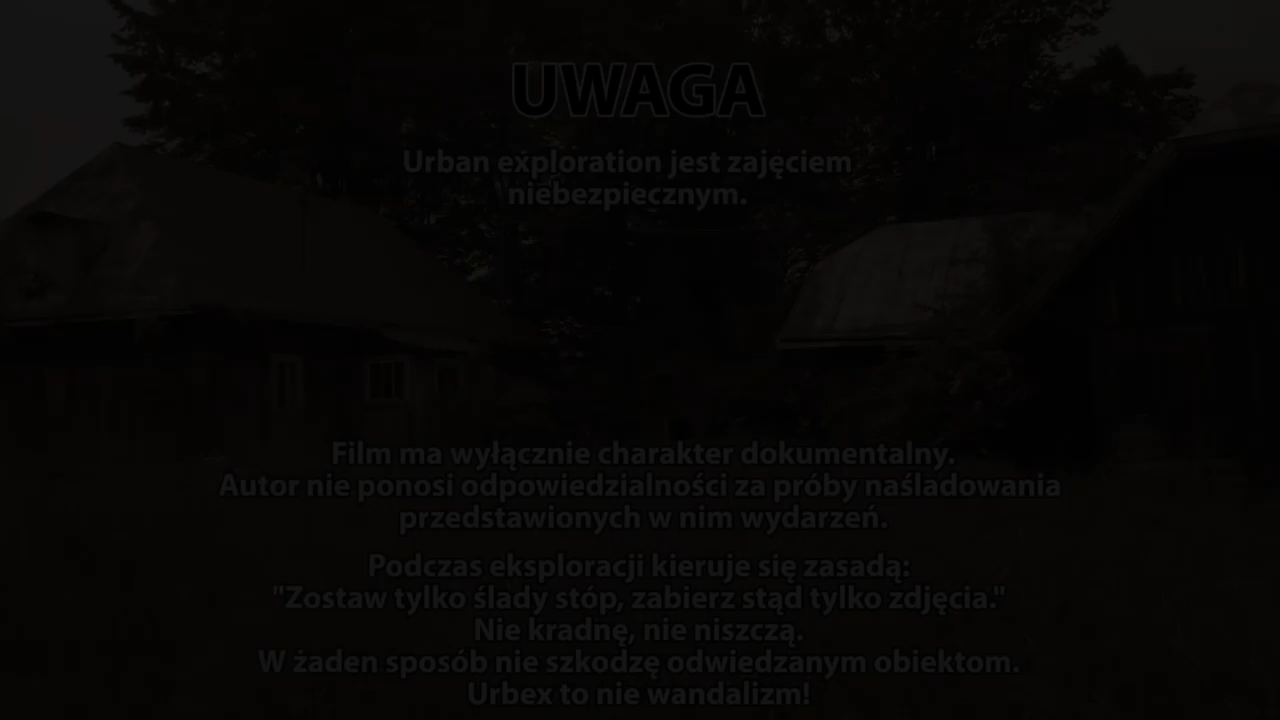 UWAGA
Urban exploration jest zajęciem
niebezpiecznym.
Film ma wyłącznie charakter dokumentalny.
Autor nie ponosi odpowiedzialności za próby naśladowania
przedstawionych w nim wydarzeń.
Podczas eksploracji kieruje się zasadą:
"Zostaw tylko ślady stóp, zabierz stąd tylko zdjęcia."
Nie kradnę, nie niszczą.
W żaden sposób nie szkodzę odwiedzanym obiektom.
Urbex to nie wandalizm!